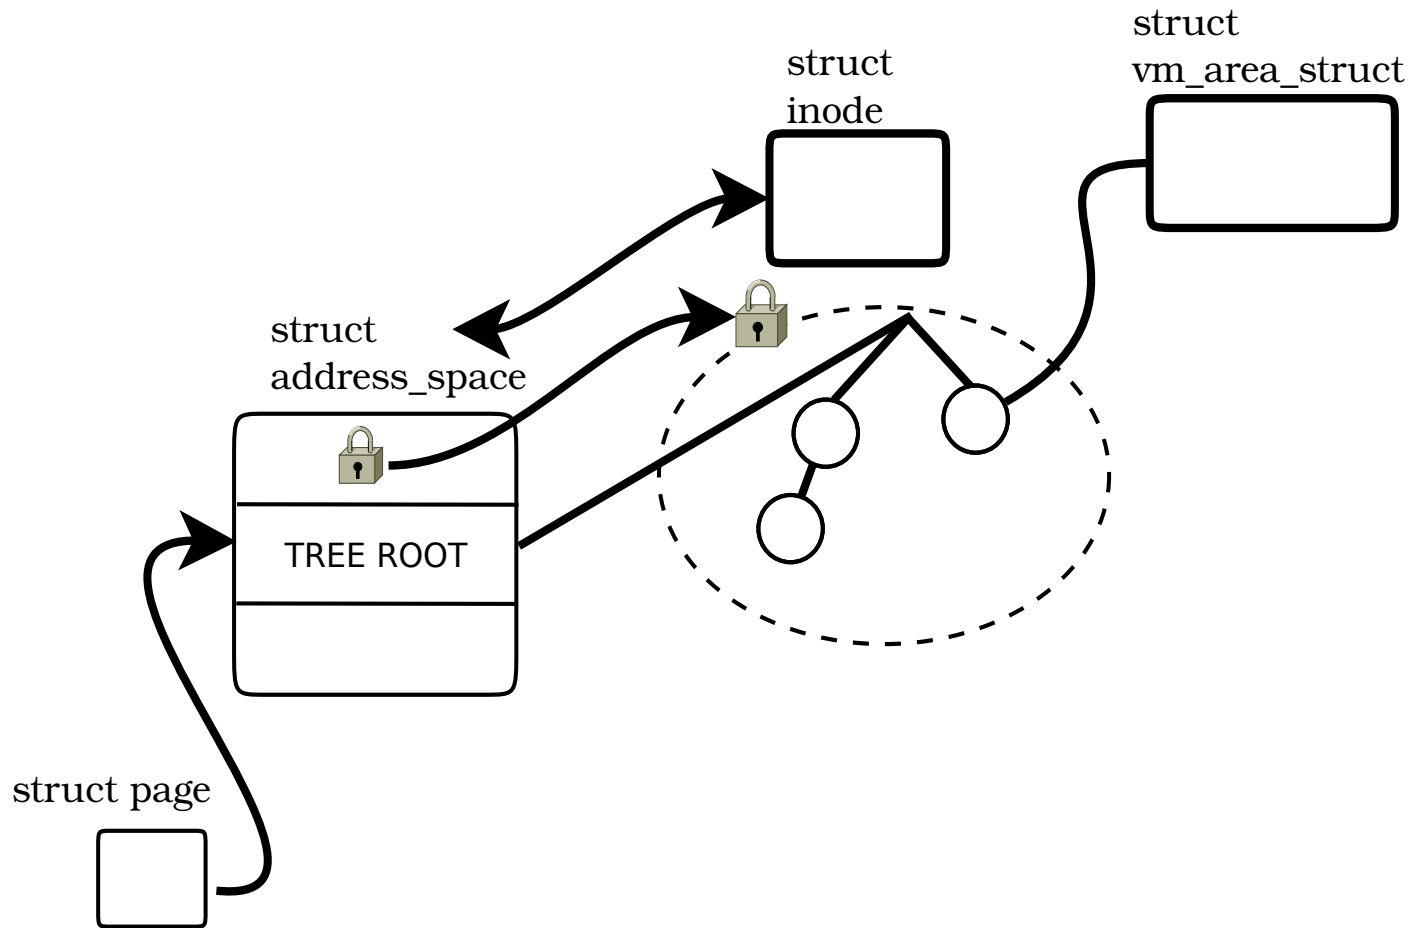 struct
vm_area_struct
struct
inode
struct
address_space
TREE ROOT
struct page